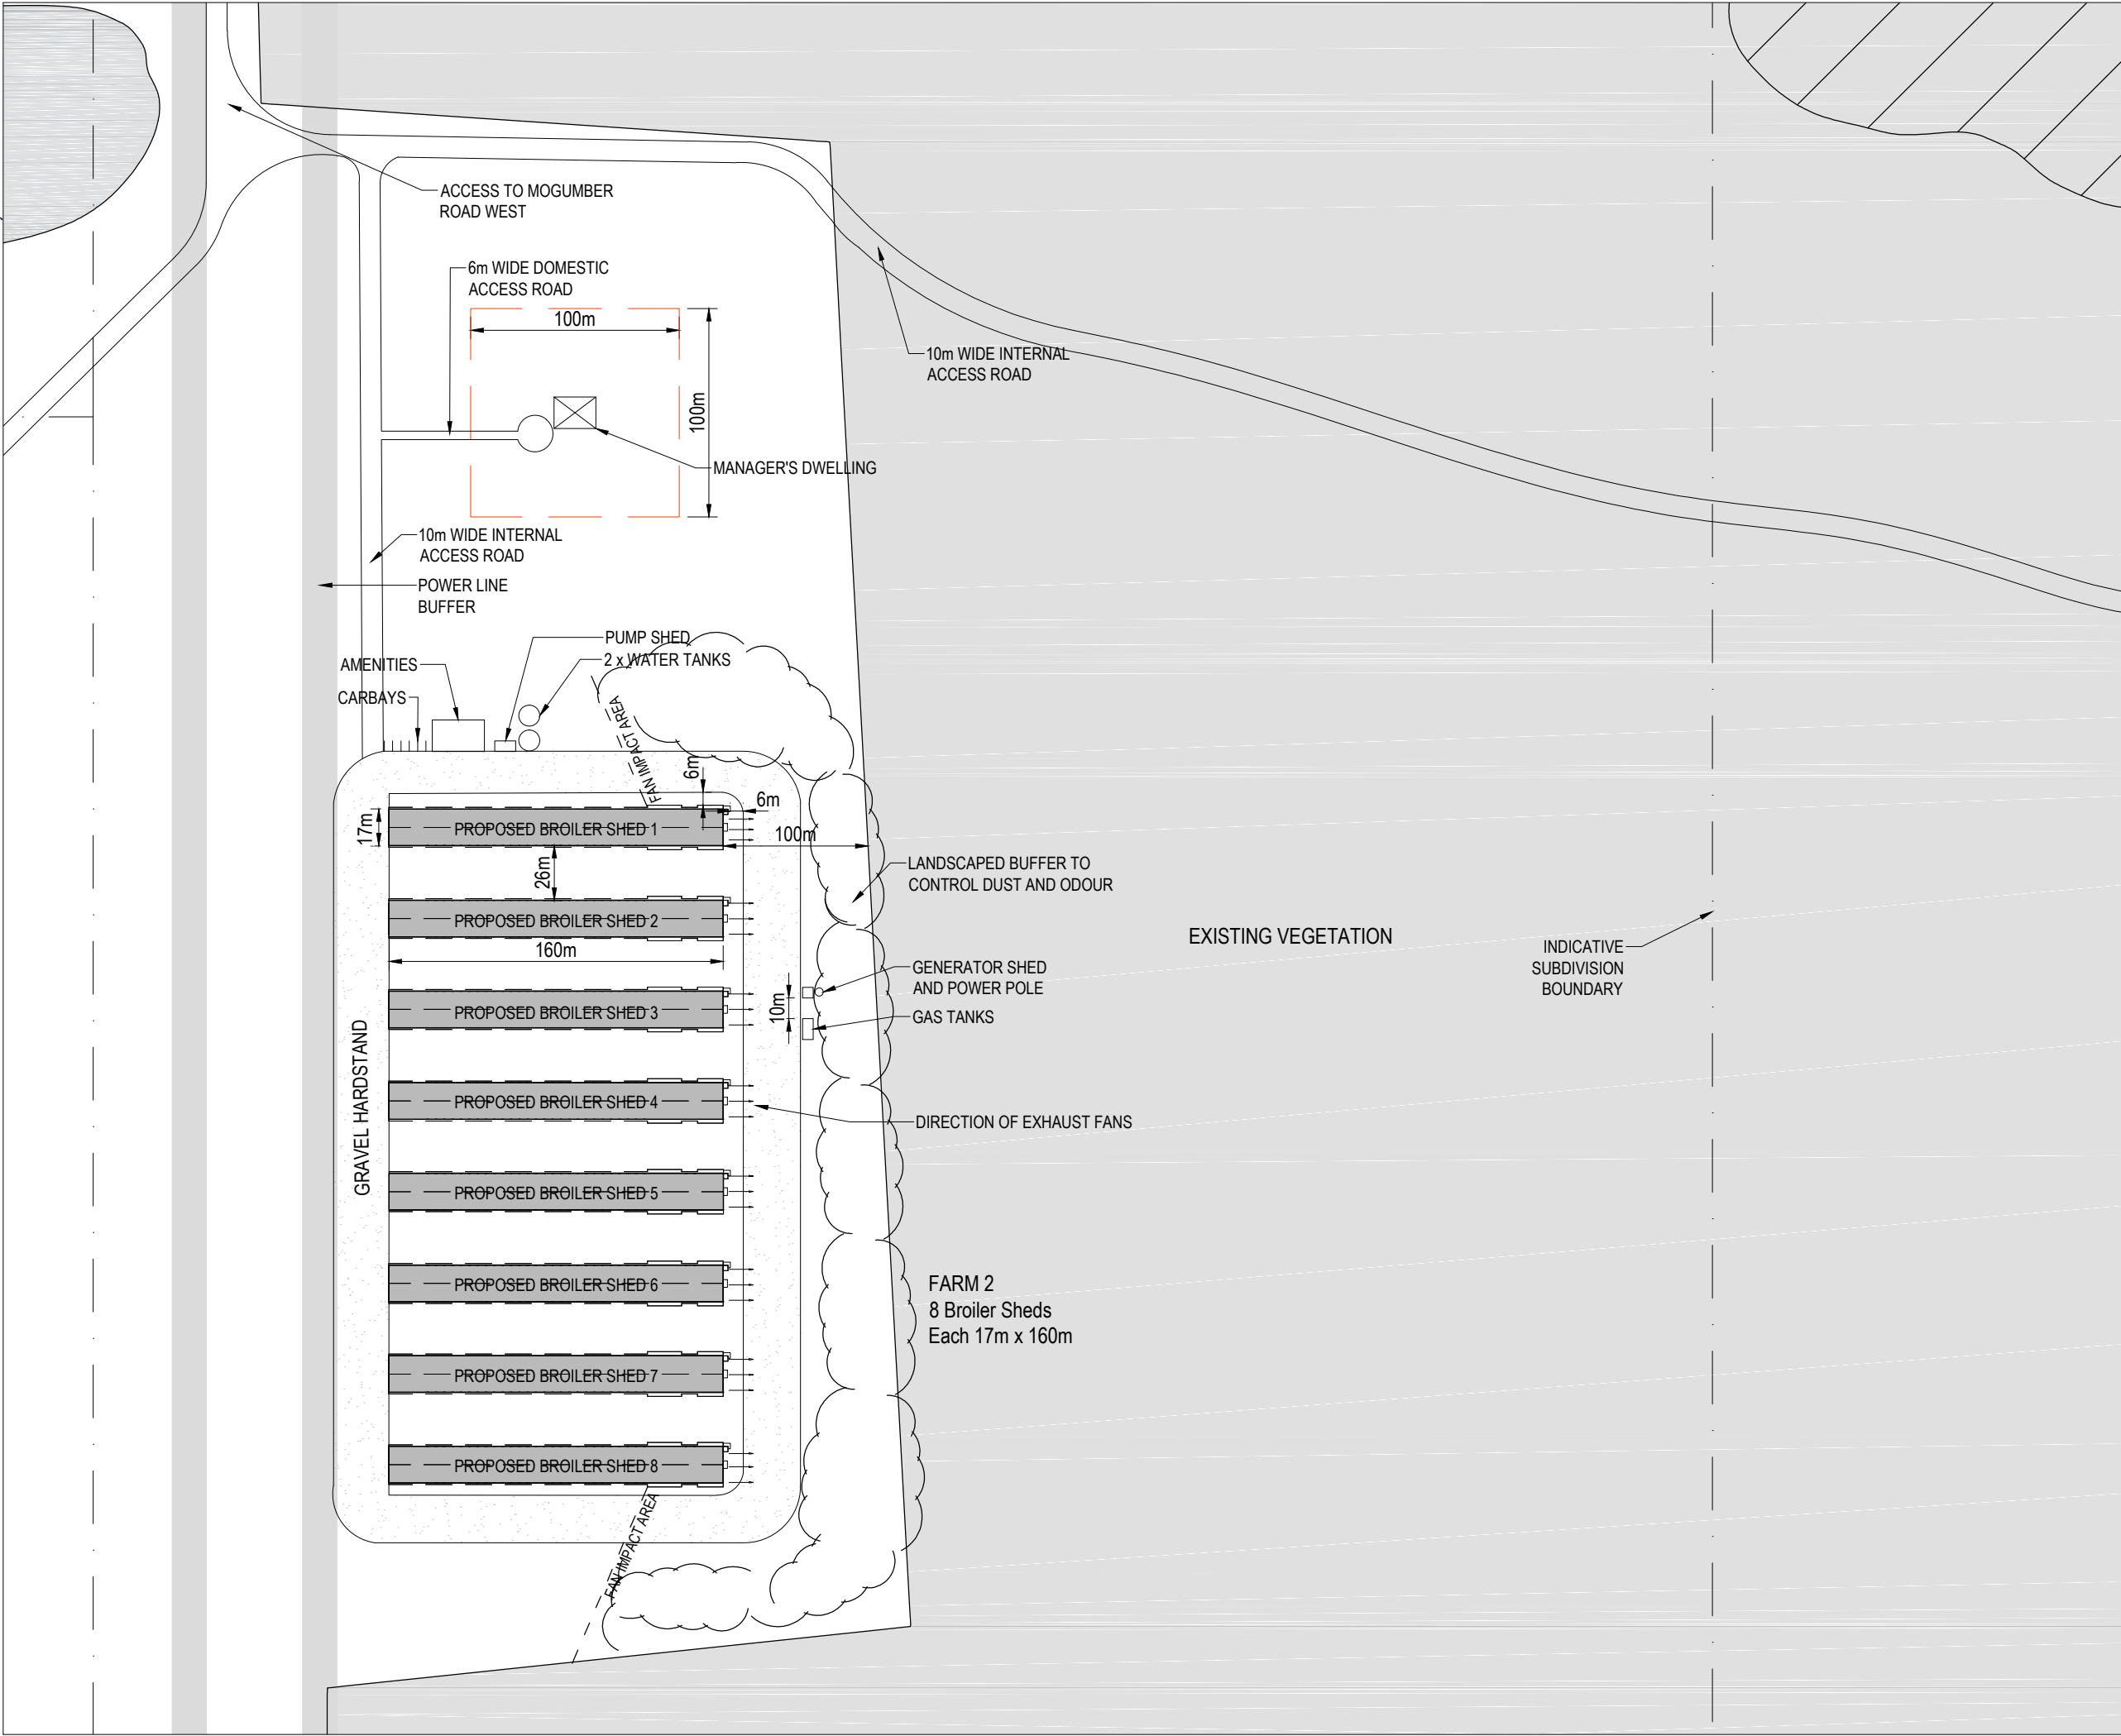 ACCESS TO MOGUMBER
ROAD WEST
6m WIDE DOMESTIC
ACCESS ROAD
100m
100m
10m WIDE INTERNAL
ACCESS ROAD
MANAGER'S DWELLING
10m WIDE INTERNAL
ACCESS ROAD
POWER LINE
BUFFER
PUMP SHED
2 x WATER TANKS
AMENITIES
CARBAYS
FAN IMPACT AREA
6m
6m
17m
PROPOSED BROILER SHED 1
100m
26m
LANDSCAPED BUFFER TO
CONTROL DUST AND ODOUR
PROPOSED BROILER SHED 2
160m
EXISTING VEGETATION
INDICATIVE
SUBDIVISION
BOUNDARY
GENERATOR SHED
AND POWER POLE
10m
PROPOSED BROILER SHED 3
GAS TANKS
GRAVEL HARDSTAND
PROPOSED BROILER SHED 4
DIRECTION OF EXHAUST FANS
PROPOSED BROILER SHED 5
PROPOSED BROILER SHED 6
FARM 2
8 Broiler Sheds
Each 17m x 160m
PROPOSED BROILER SHED 7
PROPOSED BROILER SHED 8
FAN IMPACT AREA